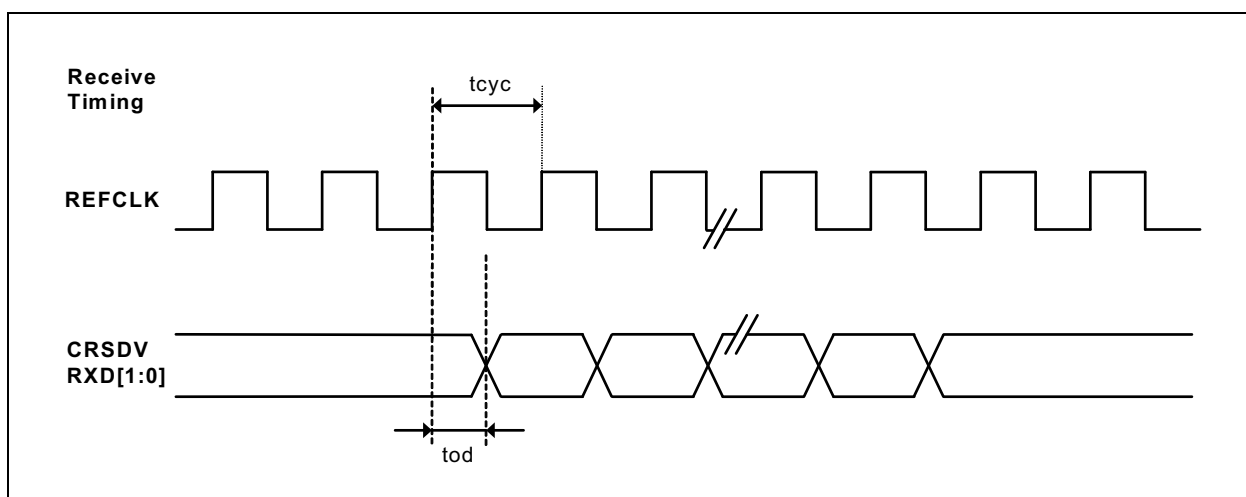 Receive
Timing
tcyc
REFCLK
CRSDV
RXD[1:0]
tod